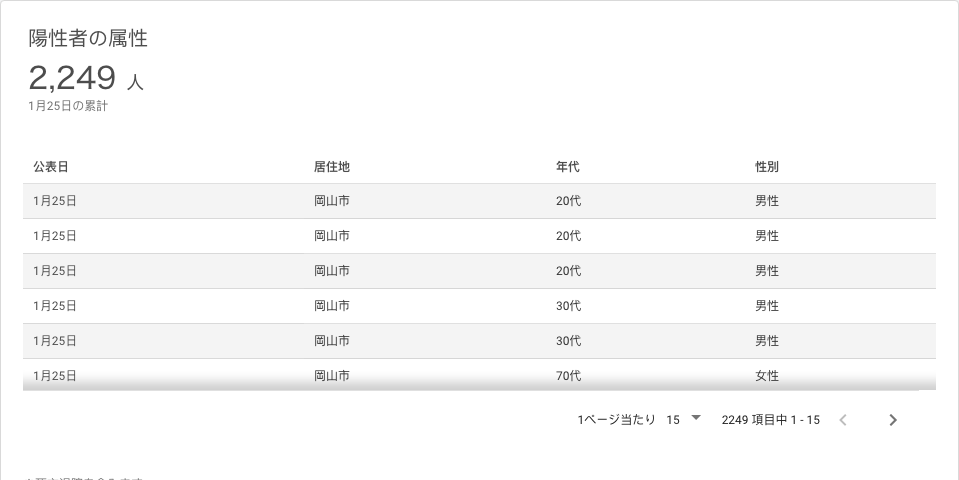 陽性者の属性
2,249 人
1月25日の累計
公表日 居住地 年代 性別
1月25日 岡山市 20代 男性
1月25日 岡山市 20代 男性
1月25日 岡山市 20代 男性
1月25日 岡山市 30代 男性
1月25日 岡山市 30代 男性
1月25日 岡山市 70代 女性
1ページ当たり 15 2249 項目中 1 - 15